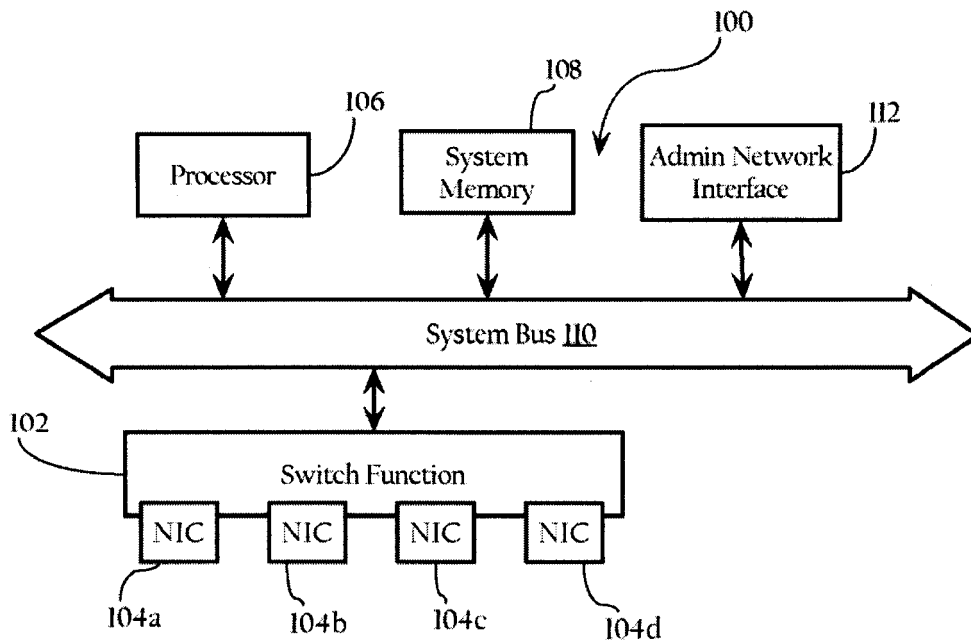 100
108
106
112
Processor
System
Memory
Admin Network
Interface
System Bus 110
102
Switch Function
NIC
NIC
NIC
NIC
104a
104b
104c
104d